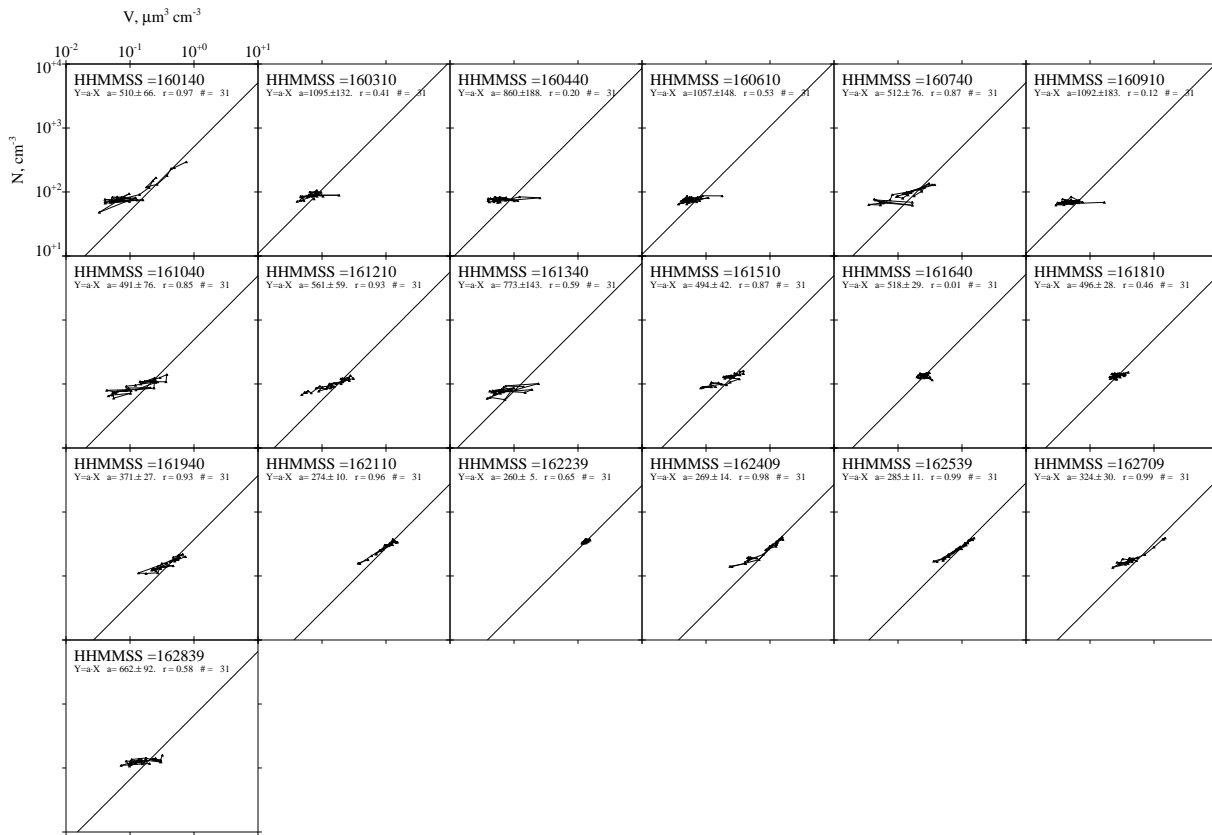 V, μm³ cm⁻³
10⁻² 10⁻¹ 10⁺⁰ 10⁺¹
N, cm⁻³
10⁺⁴
10⁺³
10⁺²
10⁺¹
HHMMSS =160140
Y=a·X a= 510.± 66. r = 0.97 # = 31
HHMMSS =160310
Y=a·X a=1095.±132. r = 0.41 # = 31
HHMMSS =160440
Y=a·X a= 860.±188. r = 0.20 # = 31
HHMMSS =160610
Y=a·X a=1057.±148. r = 0.53 # = 31
HHMMSS =160740
Y=a·X a= 512.± 76. r = 0.87 # = 31
HHMMSS =160910
Y=a·X a=1092.±183. r = 0.12 # = 31
HHMMSS =161040
Y=a·X a= 491.± 76. r = 0.85 # = 31
HHMMSS =161210
Y=a·X a= 561.± 59. r = 0.93 # = 31
HHMMSS =161340
Y=a·X a= 773.±143. r = 0.59 # = 31
HHMMSS =161510
Y=a·X a= 494.± 42. r = 0.87 # = 31
HHMMSS =161640
Y=a·X a= 518.± 29. r = 0.01 # = 31
HHMMSS =161810
Y=a·X a= 496.± 28. r = 0.46 # = 31
HHMMSS =161940
Y=a·X a= 371.± 27. r = 0.93 # = 31
HHMMSS =162110
Y=a·X a= 274.± 10. r = 0.96 # = 31
HHMMSS =162239
Y=a·X a= 260.± 5. r = 0.65 # = 31
HHMMSS =162409
Y=a·X a= 269.± 14. r = 0.98 # = 31
HHMMSS =162539
Y=a·X a= 285.± 11. r = 0.99 # = 31
HHMMSS =162709
Y=a·X a= 324.± 30. r = 0.99 # = 31
HHMMSS =162839
Y=a·X a= 662.± 92. r = 0.58 # = 31